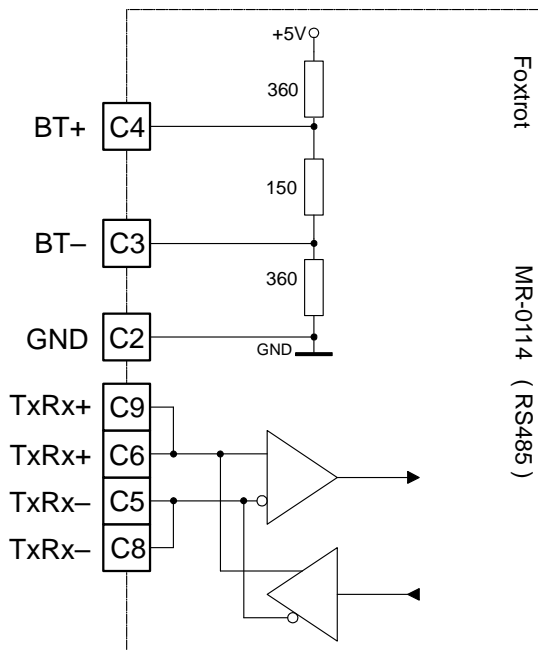 +5V
360
BT+ C4
150
BT– C3
360
GND C2
GND
TxRx+ C9
TxRx+ C6
TxRx– C5
TxRx– C8
Foxtrot MR-0114 (RS485)